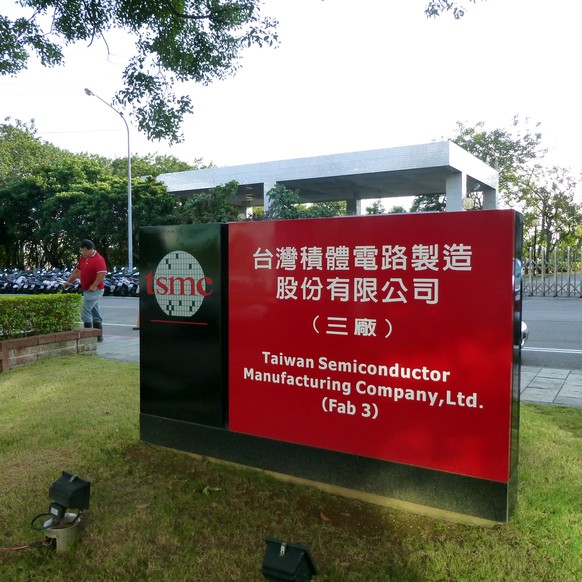 tsmc
台灣積體電路製造
股份有限公司
（三廠）
Taiwan Semiconductor
Manufacturing Company,Ltd.
(Fab 3)